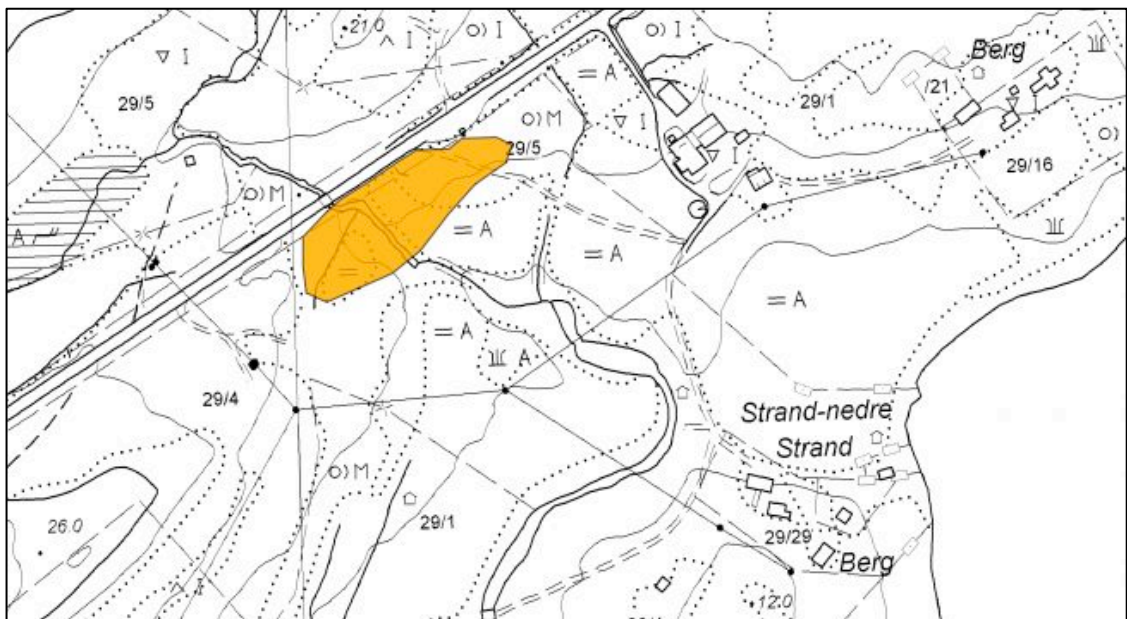 21.0
I
O) I
O) I
I
= A
Berg
29/5
29/1
/21
O) M
I
29/5
I
O)
29/16
O) M
A
= A
= A
= A
= A
A
29/4
Strand-nedre
Strand
O) M
26.0
29/1
29/29
Berg
I
12.0